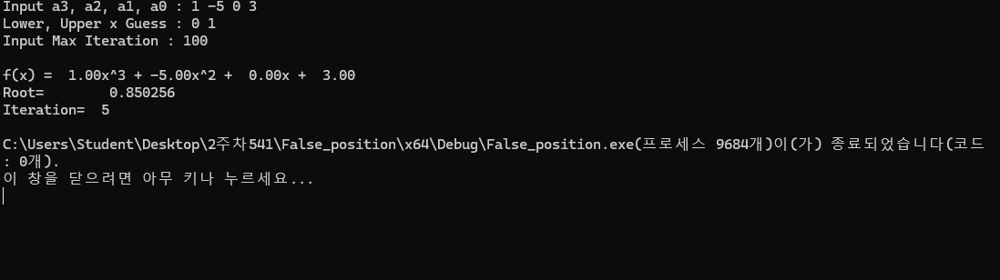 Input a3, a2, a1, a0 : 1 -5 0 3
Lower, Upper x Guess : 0 1
Input Max Iteration : 100
f(x) =  1.00x^3 + -5.00x^2 +  0.00x +  3.00
Root=        0.850256
Iteration=  5
C:\Users\Student\Desktop\2주차541\False_position\x64\Debug\False_position.exe(프로세스 9684개)이(가) 종료되었습니다(코드
: 0개).
이 창을 닫으려면 아무 키나 누르세요...